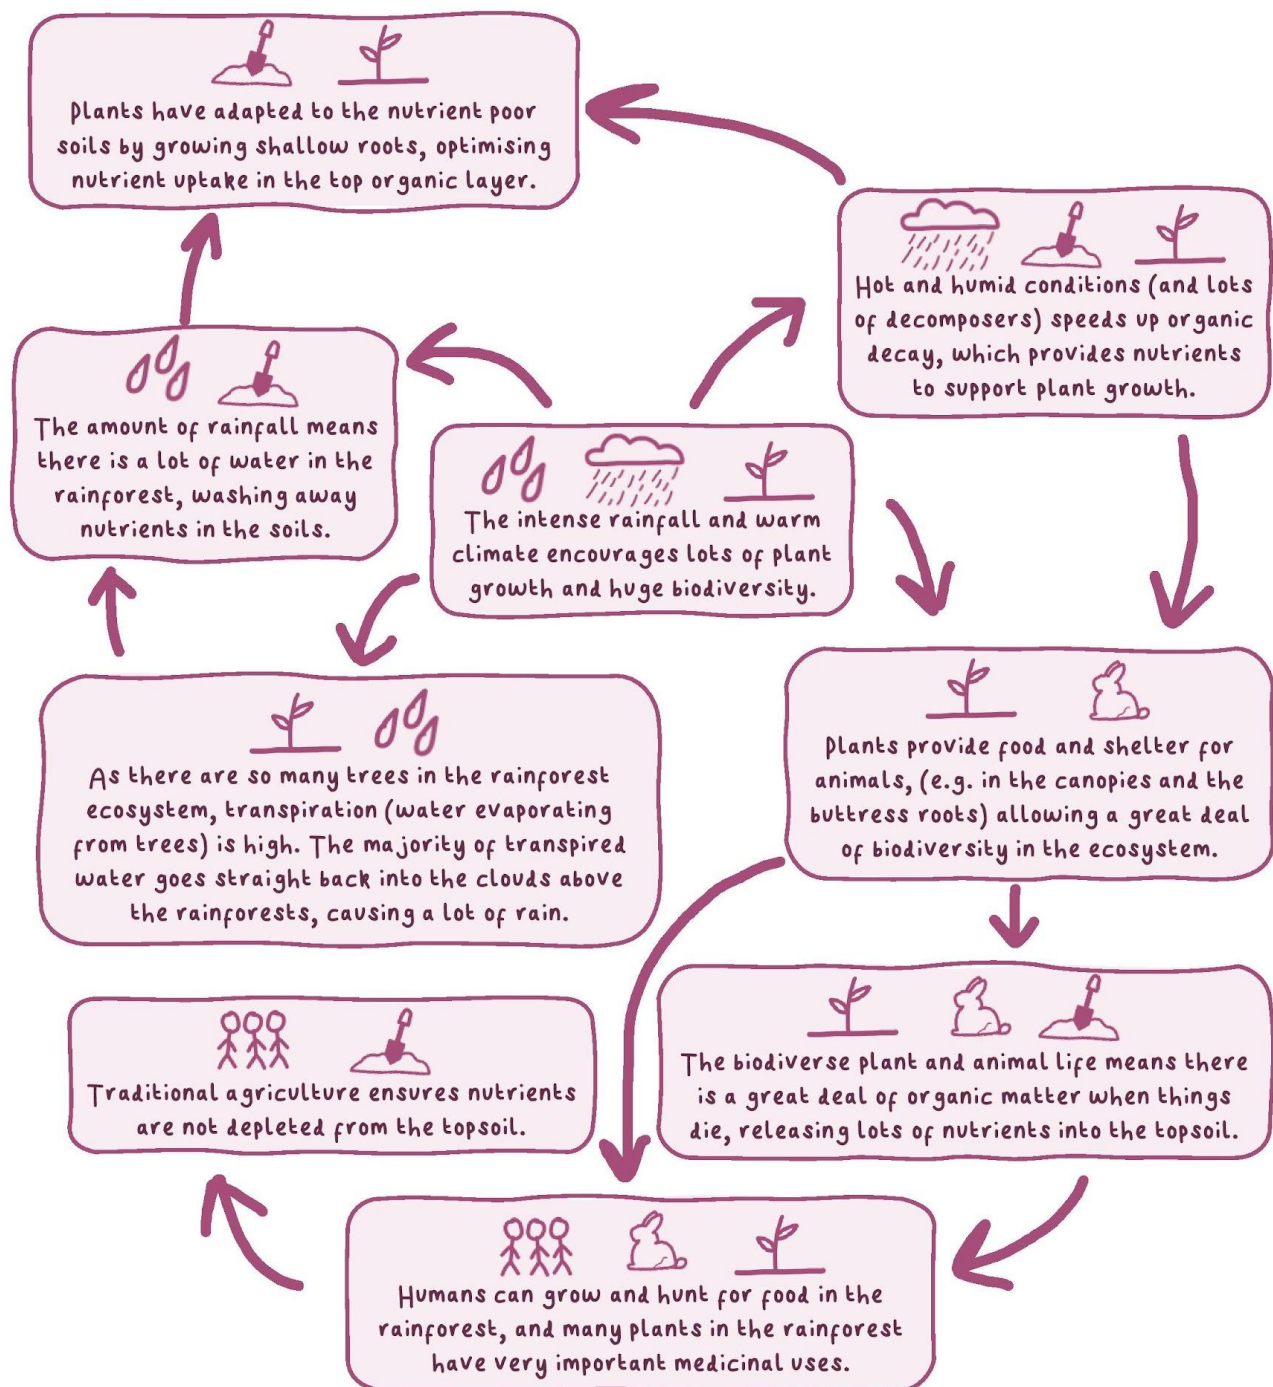 Plants have adapted to the nutrient poor
soils by growing shallow roots, optimising
nutrient uptake in the top organic layer.
Hot and humid conditions (and lots
of decomposers) speeds up organic
decay, which provides nutrients
to support plant growth.
The amount of rainfall means
there is a lot of water in the
rainforest, washing away
nutrients in the soils.
The intense rainfall and warm
climate encourages lots of plant
growth and huge biodiversity.
As there are so many trees in the rainforest
ecosystem, transpiration (water evaporating
from trees) is high. The majority of transpired
water goes straight back into the clouds above
the rainforests, causing a lot of rain.
Plants provide food and shelter for
animals, (e.g. in the canopies and the
buttress roots) allowing a great deal
of biodiversity in the ecosystem.
Traditional agriculture ensures nutrients
are not depleted from the topsoil.
The biodiverse plant and animal life means there
is a great deal of organic matter when things
die, releasing lots of nutrients into the topsoil.
Humans can grow and hunt for food in the
rainforest, and many plants in the rainforest
have very important medicinal uses.